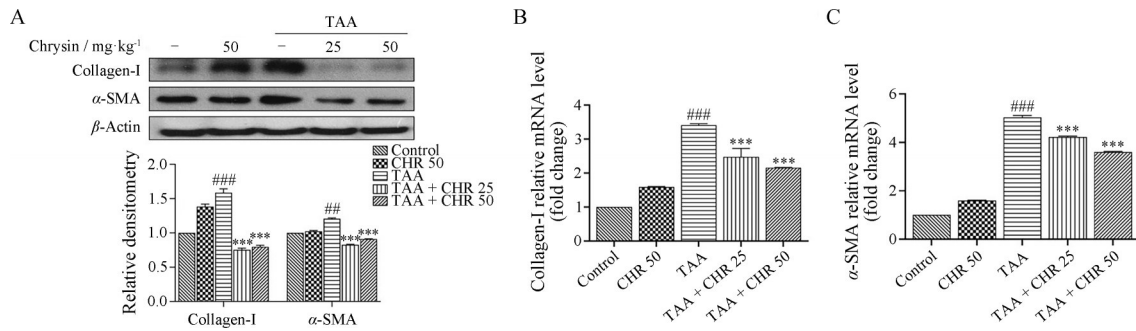 A
TAA
Chrysin / mg·kg⁻¹ − 50 − 25 50
Collagen-I
α-SMA
β-Actin
Relative densitometry
2.0
1.5
1.0
0.5
0.0
###
***
***
##
***
***
Control
CHR 50
TAA
TAA + CHR 25
TAA + CHR 50
Collagen-I α-SMA
B
Collagen-I relative mRNA level
(fold change)
4
3
2
1
0
###
***
***
Control
CHR 50
TAA
TAA + CHR 25
TAA + CHR 50
C
α-SMA relative mRNA level
(fold change)
6
4
2
0
###
***
***
Control
CHR 50
TAA
TAA + CHR 25
TAA + CHR 50